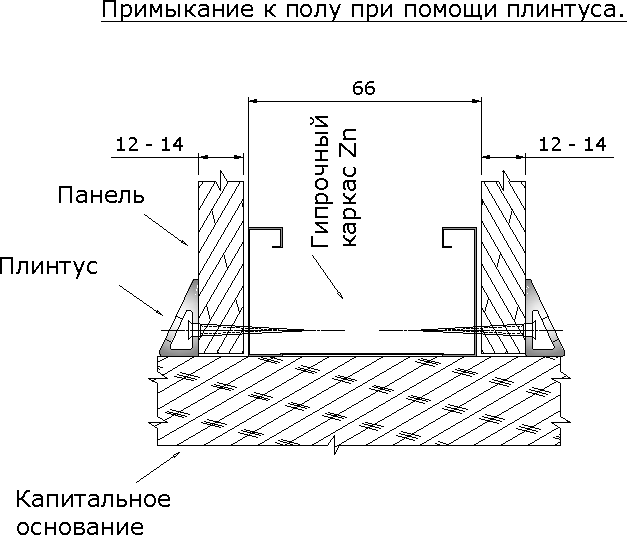 Примыкание к полу при помощи плинтуса.
66
12 - 14
12 - 14
Гипрочный
каркас Zn
Панель
Плинтус
Капитальное
основание